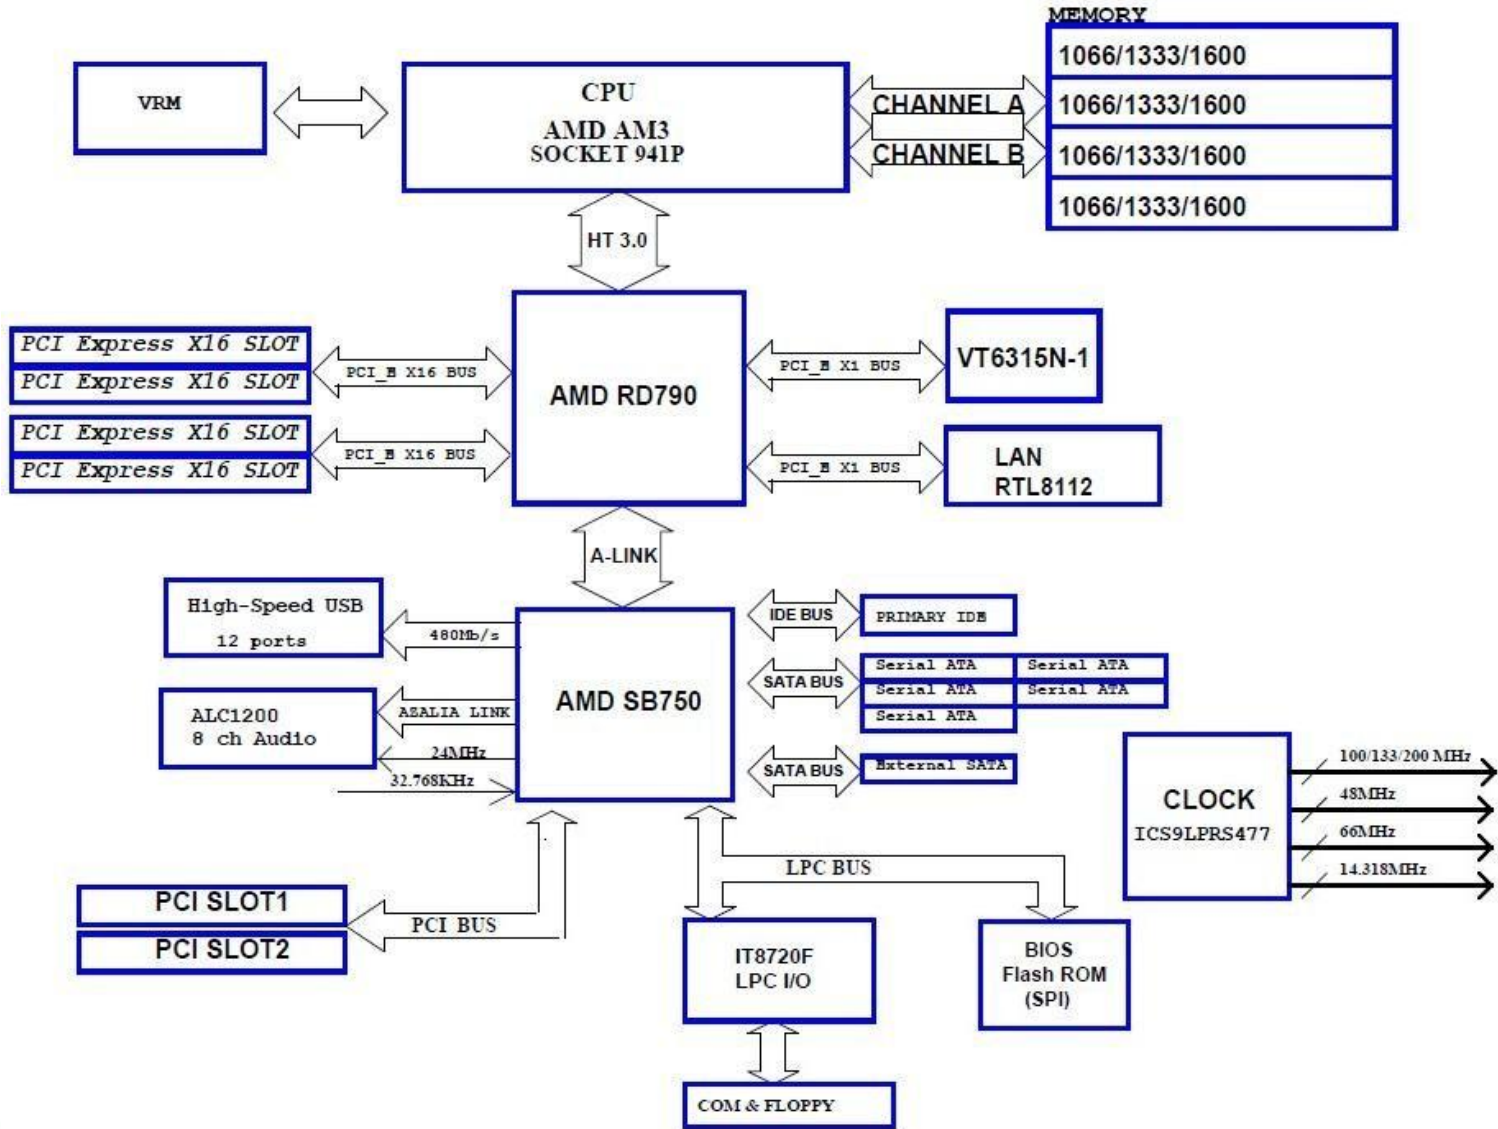 MEMORY
1066/1333/1600
1066/1333/1600
1066/1333/1600
1066/1333/1600
VRM
CPU
AMD AM3
SOCKET 941P
CHANNEL A
CHANNEL B
HT 3.0
PCI Express X16 SLOT
PCI Express X16 SLOT
PCI Express X16 SLOT
PCI Express X16 SLOT
PCI_E X16 BUS
PCI_E X16 BUS
AMD RD790
PCI_E X1 BUS
PCI_E X1 BUS
VT6315N-1
LAN
RTL8112
A-LINK
High-Speed USB
12 ports
480Mb/s
ALC1200
8 ch Audio
AZALIA LINK
24MHz
32.768KHz
AMD SB750
IDE BUS
PRIMARY IDE
SATA BUS
Serial ATA
Serial ATA
Serial ATA
Serial ATA
Serial ATA
SATA BUS
External SATA
CLOCK
ICS9LPRS477
100/133/200 MHz
48MHz
66MHz
14.318MHz
PCI SLOT1
PCI SLOT2
PCI BUS
LPC BUS
IT8720F
LPC I/O
BIOS
Flash ROM
(SPI)
COM & FLOPPY